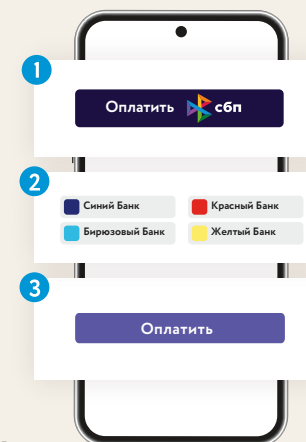 1
Оплатить сбп
2
Синий Банк Красный Банк
Бирюзовый Банк Желтый Банк
3
Оплатить